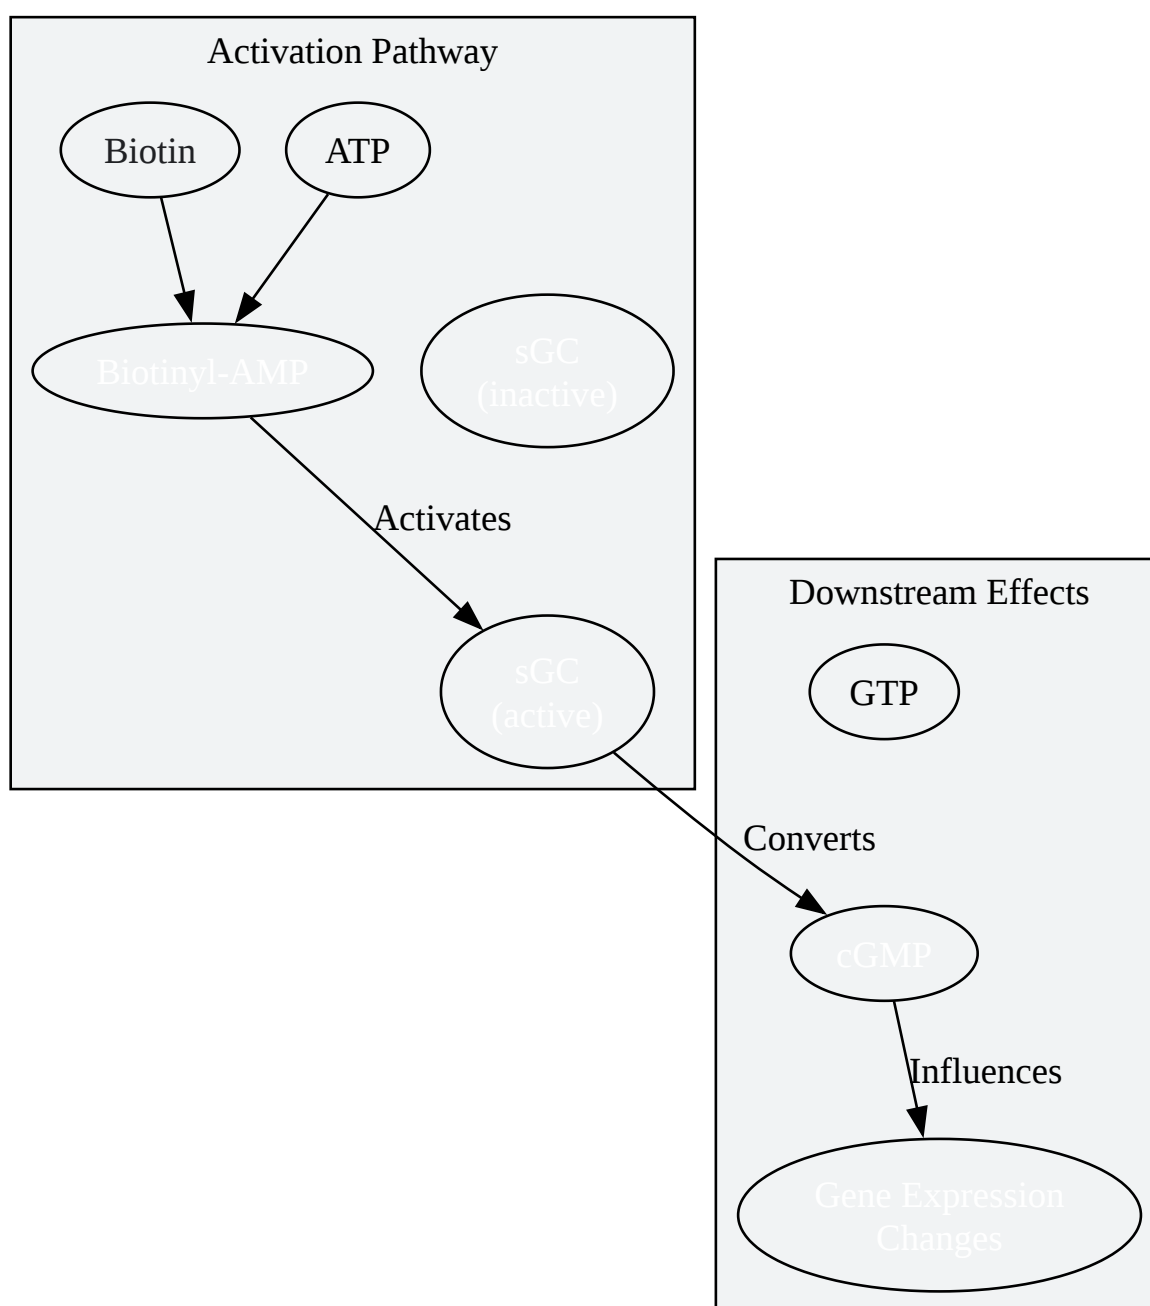 Activation Pathway
Biotin
ATP
Biotinyl-AMP
sGC
(inactive)
Activates
sGC
(active)
Downstream Effects
GTP
Converts
cGMP
Influences
Gene Expression
Changes